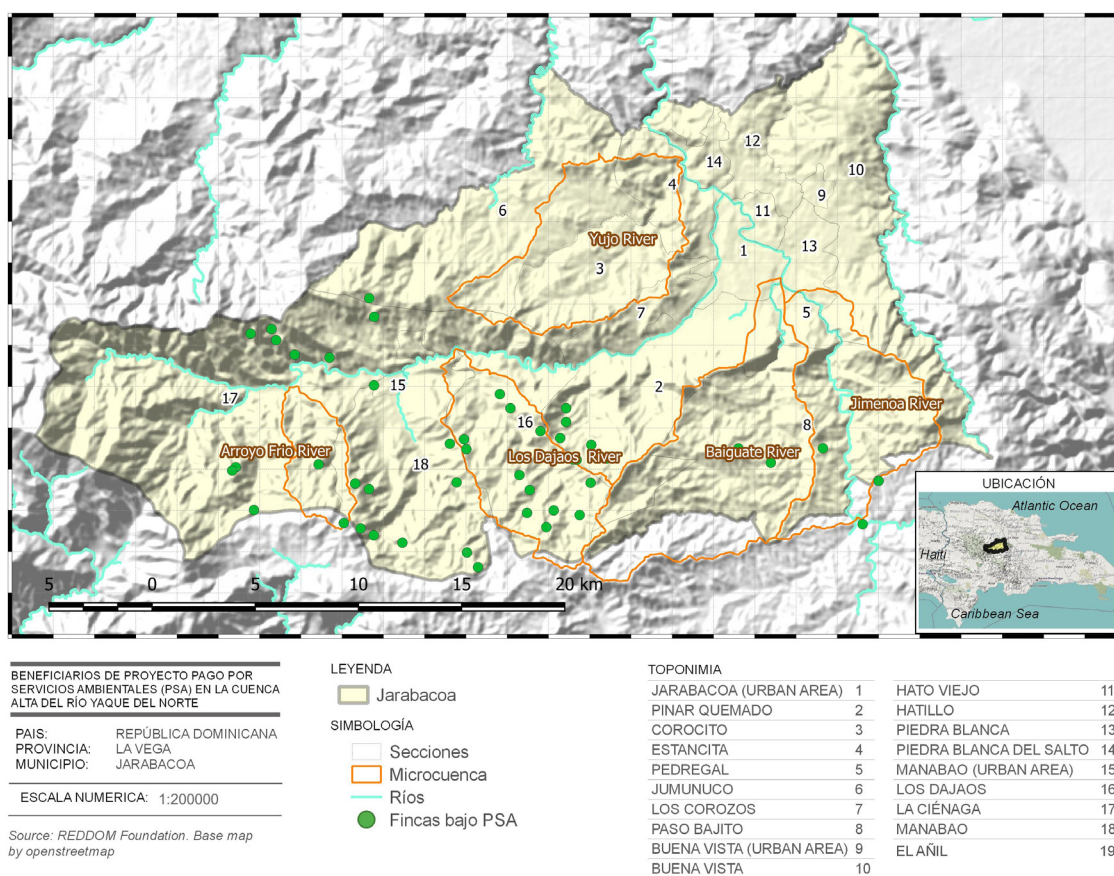 12
14
10
4
9
6
11
Yujo River
1
13
3
7
5
15
2
17
Jimenoa River
16
8
Arroyo Frio River
Los Dajaos River
Baiguate River
18
UBICACIÓN
Atlantic Ocean
Haiti
Caribbean Sea
5 0 5 10 15 20 km
BENEFICIARIOS DE PROYECTO PAGO POR
SERVICIOS AMBIENTALES (PSA) EN LA CUENCA
ALTA DEL RÍO YAQUE DEL NORTE
PAIS: REPÚBLICA DOMINICANA
PROVINCIA: LA VEGA
MUNICIPIO: JARABACOA
ESCALA NUMERICA: 1:200000
Source: REDDOM Foundation. Base map
by openstreetmap
LEYENDA
Jarabacoa
SIMBOLOGÍA
Secciones
Microcuenca
Ríos
Fincas bajo PSA
TOPONIMIA
JARABACOA (URBAN AREA) 1
PINAR QUEMADO 2
COROCITO 3
ESTANCITA 4
PEDREGAL 5
JUMUNUCO 6
LOS COROZOS 7
PASO BAJITO 8
BUENA VISTA (URBAN AREA) 9
BUENA VISTA 10
HATO VIEJO 11
HATILLO 12
PIEDRA BLANCA 13
PIEDRA BLANCA DEL SALTO 14
MANABAO (URBAN AREA) 15
LOS DAJAOS 16
LA CIÉNAGA 17
MANABAO 18
EL AÑIL 19